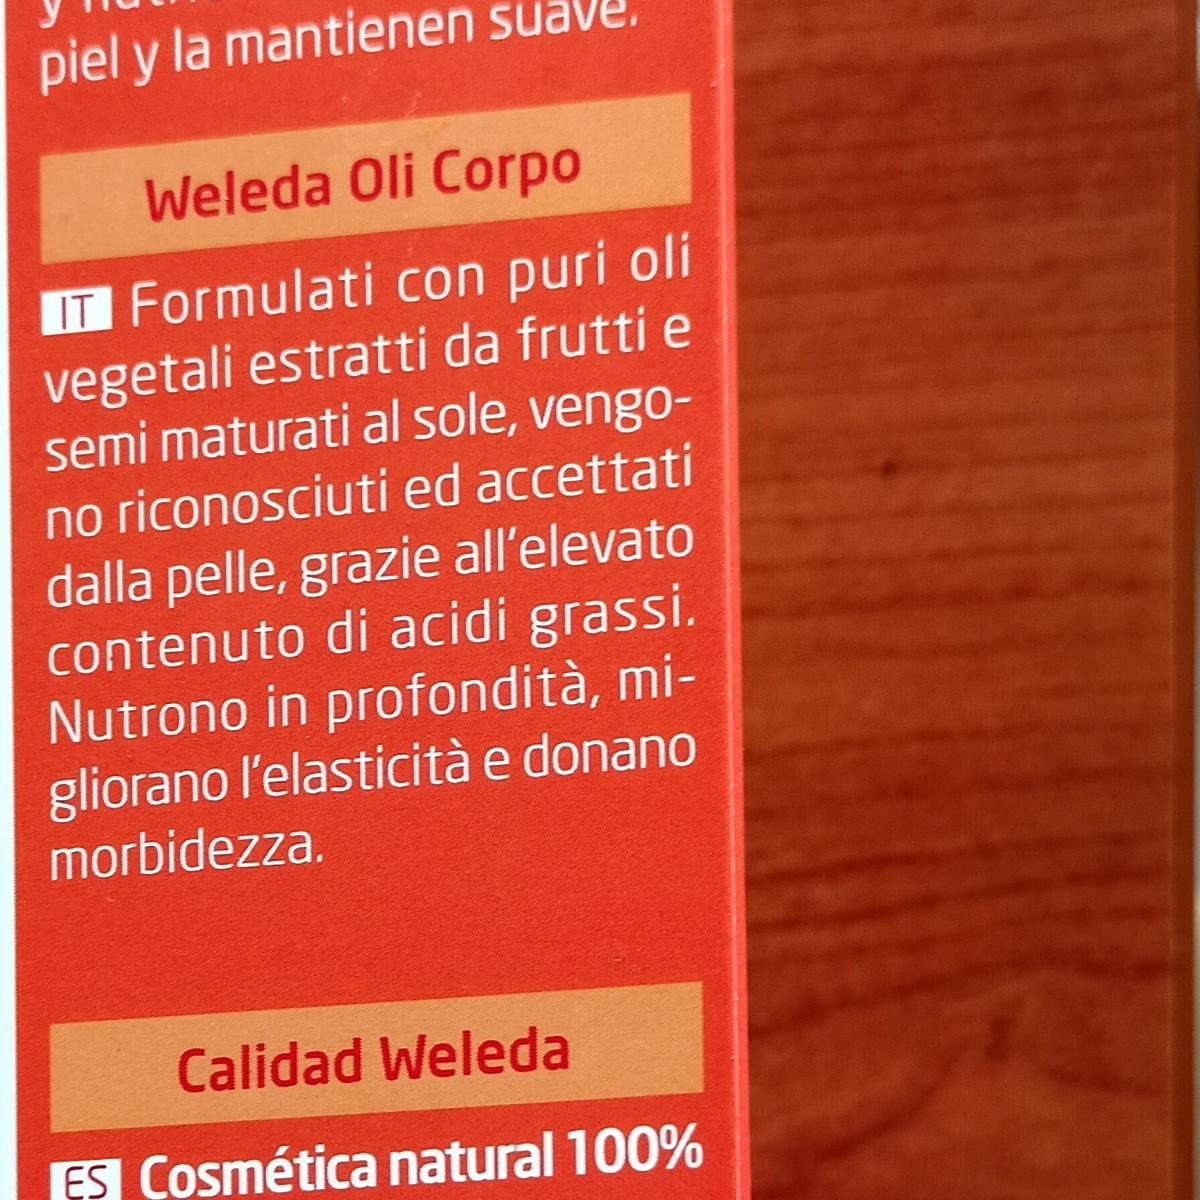 piel y la mantienen suave.
Weleda Oli Corpo
IT Formulati con puri oli
vegetali estratti da frutti e
semi maturati al sole, vengo-
no riconosciuti ed accettati
dalla pelle, grazie all'elevato
contenuto di acidi grassi.
Nutrono in profondità, mi-
gliorano l'elasticità e donano
morbidezza.
Calidad Weleda
ES Cosmética natural 100%